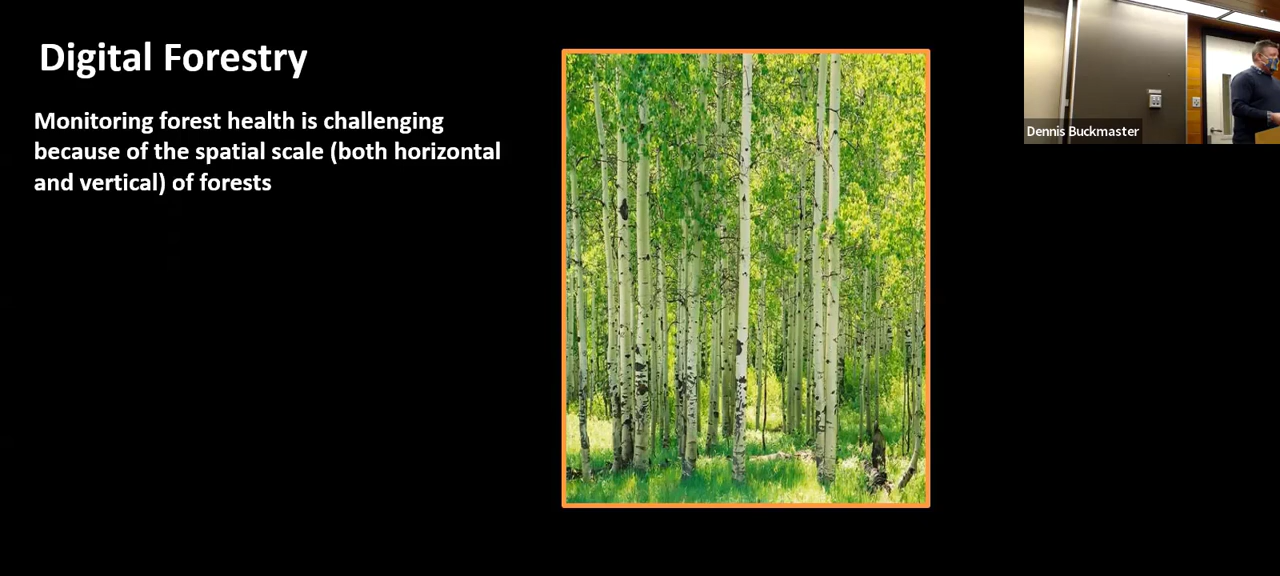 Digital Forestry
Monitoring forest health is challenging
because of the spatial scale (both horizontal
and vertical) of forests
Dennis Buckmaster